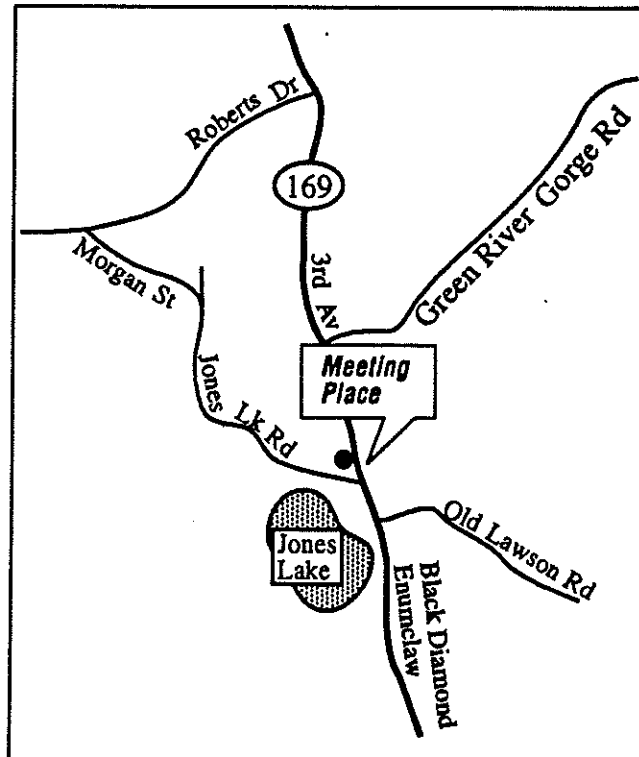 Roberts Dr
169
Green River Gorge Rd
Morgan St
3rd Av
Meeting
Place
Jones
Lk Rd
Old Lawson Rd
Jones
Lake
Black Diamond
Enumclaw